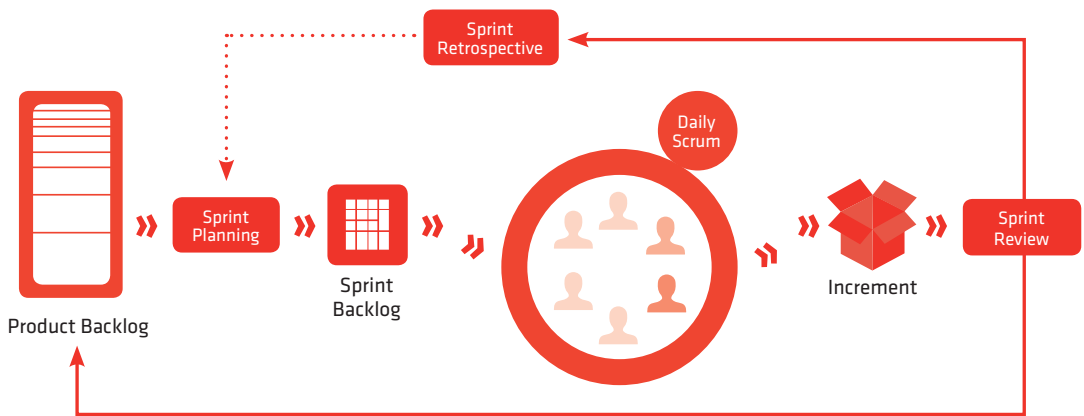 Sprint
Retrospective
Daily
Scrum
Sprint
Planning
Sprint
Review
Sprint
Backlog
Increment
Product Backlog